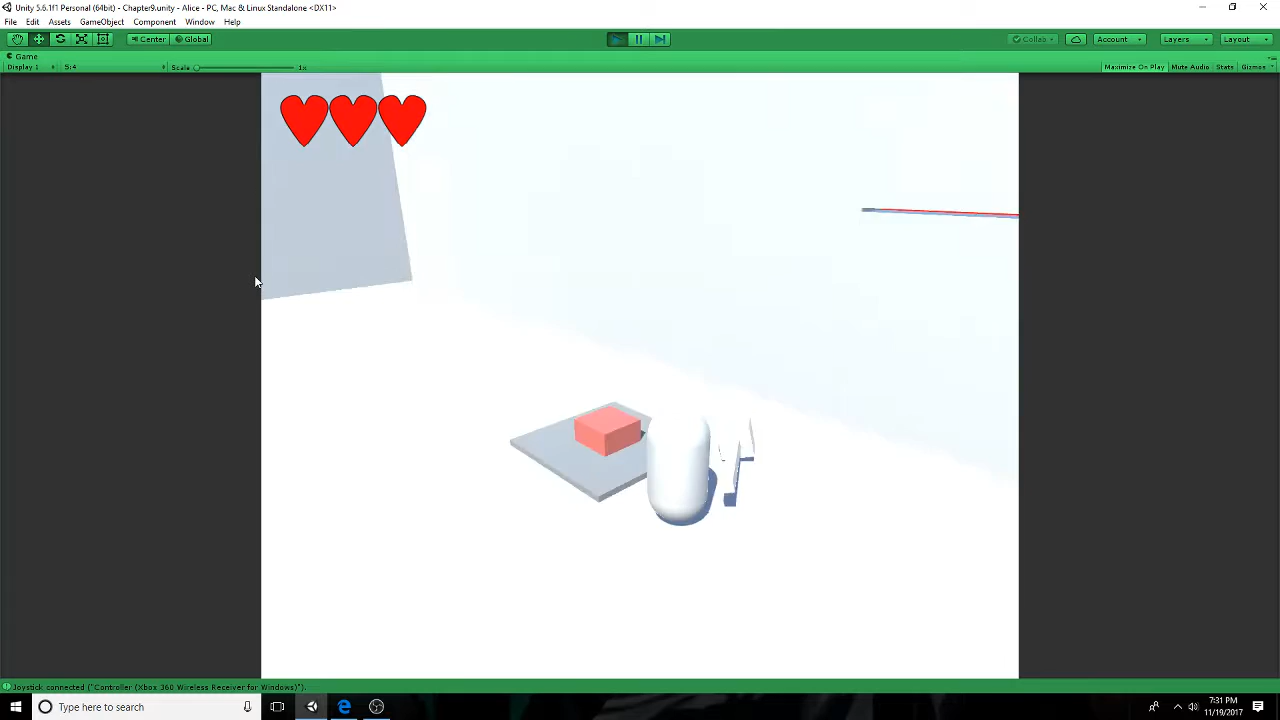 Unity 5.6.1f1 Personal (64bit) - Chapter9.unity - Alice - PC, Mac & Linux Standalone <DX11>
File Edit Assets GameObject Component Window Help
Center Global Collab Account Layers Layout
Game
Display 1 5:4 Scale 1x Maximize On Play Mute Audio Stats Gizmos
Joystick connected ("Controller (Xbox 360 Wireless Receiver for Windows)").
Type here to search
7:31 PM
11/19/2017